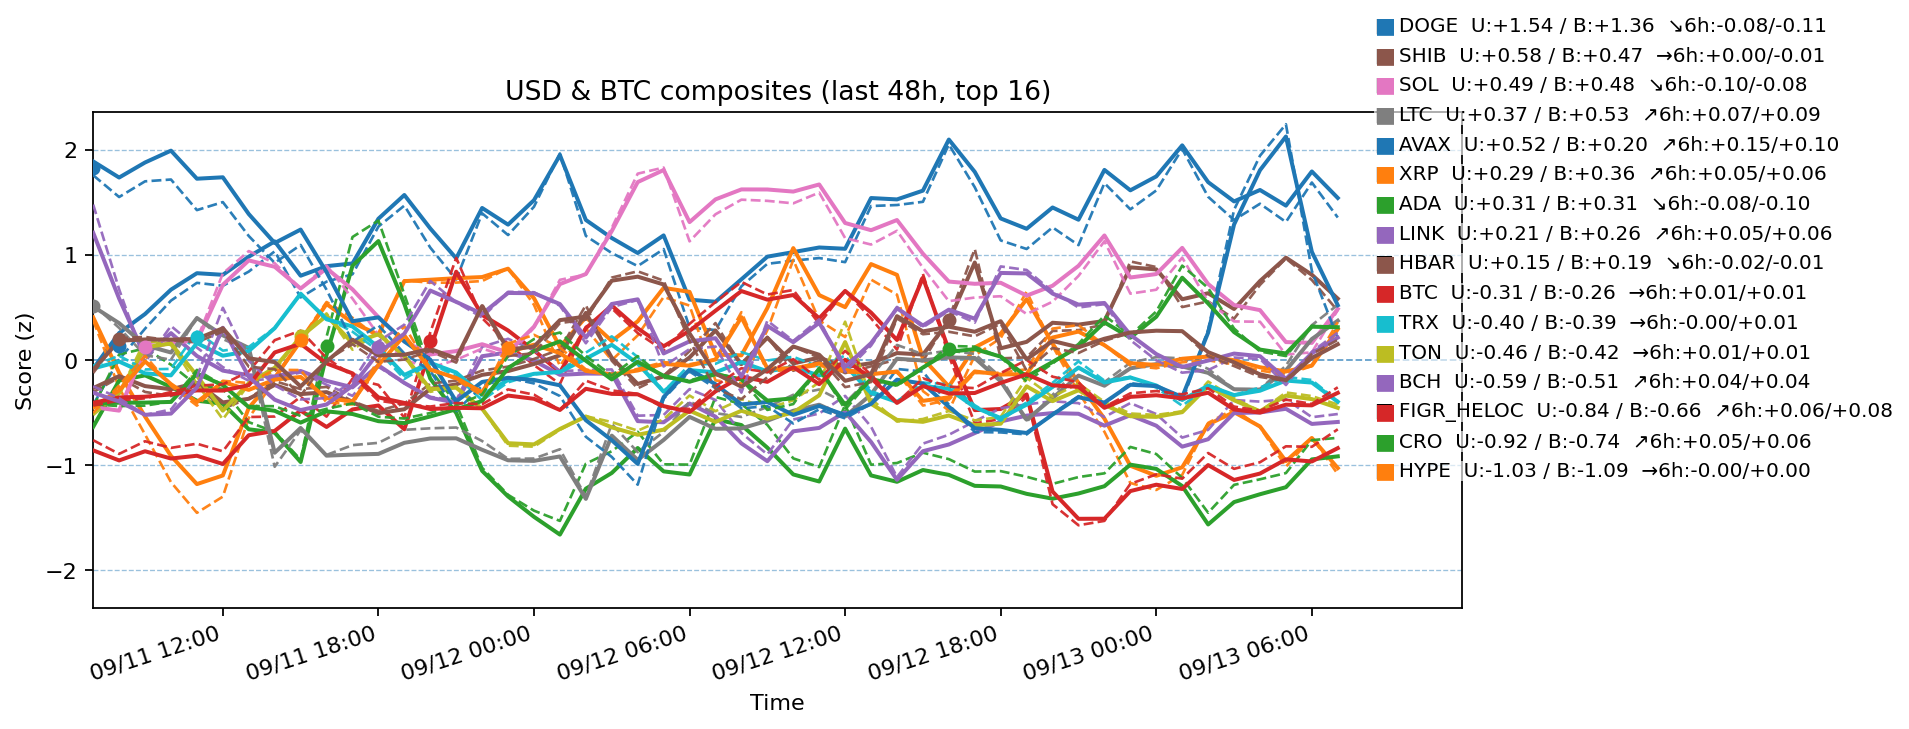 DOGE U:+1.54 / B:+1.36 ↘6h:-0.08/-0.11
SHIB U:+0.58 / B:+0.47 →6h:+0.00/-0.01
SOL U:+0.49 / B:+0.48 ↘6h:-0.10/-0.08
LTC U:+0.37 / B:+0.53 ↗6h:+0.07/+0.09
AVAX U:+0.52 / B:+0.20 ↗6h:+0.15/+0.10
XRP U:+0.29 / B:+0.36 ↗6h:+0.05/+0.06
ADA U:+0.31 / B:+0.31 ↘6h:-0.08/-0.10
LINK U:+0.21 / B:+0.26 ↗6h:+0.05/+0.06
HBAR U:+0.15 / B:+0.19 ↘6h:-0.02/-0.01
BTC U:-0.31 / B:-0.26 →6h:+0.01/+0.01
TRX U:-0.40 / B:-0.39 →6h:-0.00/+0.01
TON U:-0.46 / B:-0.42 →6h:+0.01/+0.01
BCH U:-0.59 / B:-0.51 ↗6h:+0.04/+0.04
FIGR_HELOC U:-0.84 / B:-0.66 ↗6h:+0.06/+0.08
CRO U:-0.92 / B:-0.74 ↗6h:+0.05/+0.06
HYPE U:-1.03 / B:-1.09 →6h:-0.00/+0.00
USD & BTC composites (last 48h, top 16)
Score (z)
2
1
0
−1
−2
09/11 12:00
09/11 18:00
09/12 00:00
09/12 06:00
09/12 12:00
09/12 18:00
09/13 00:00
09/13 06:00
Time